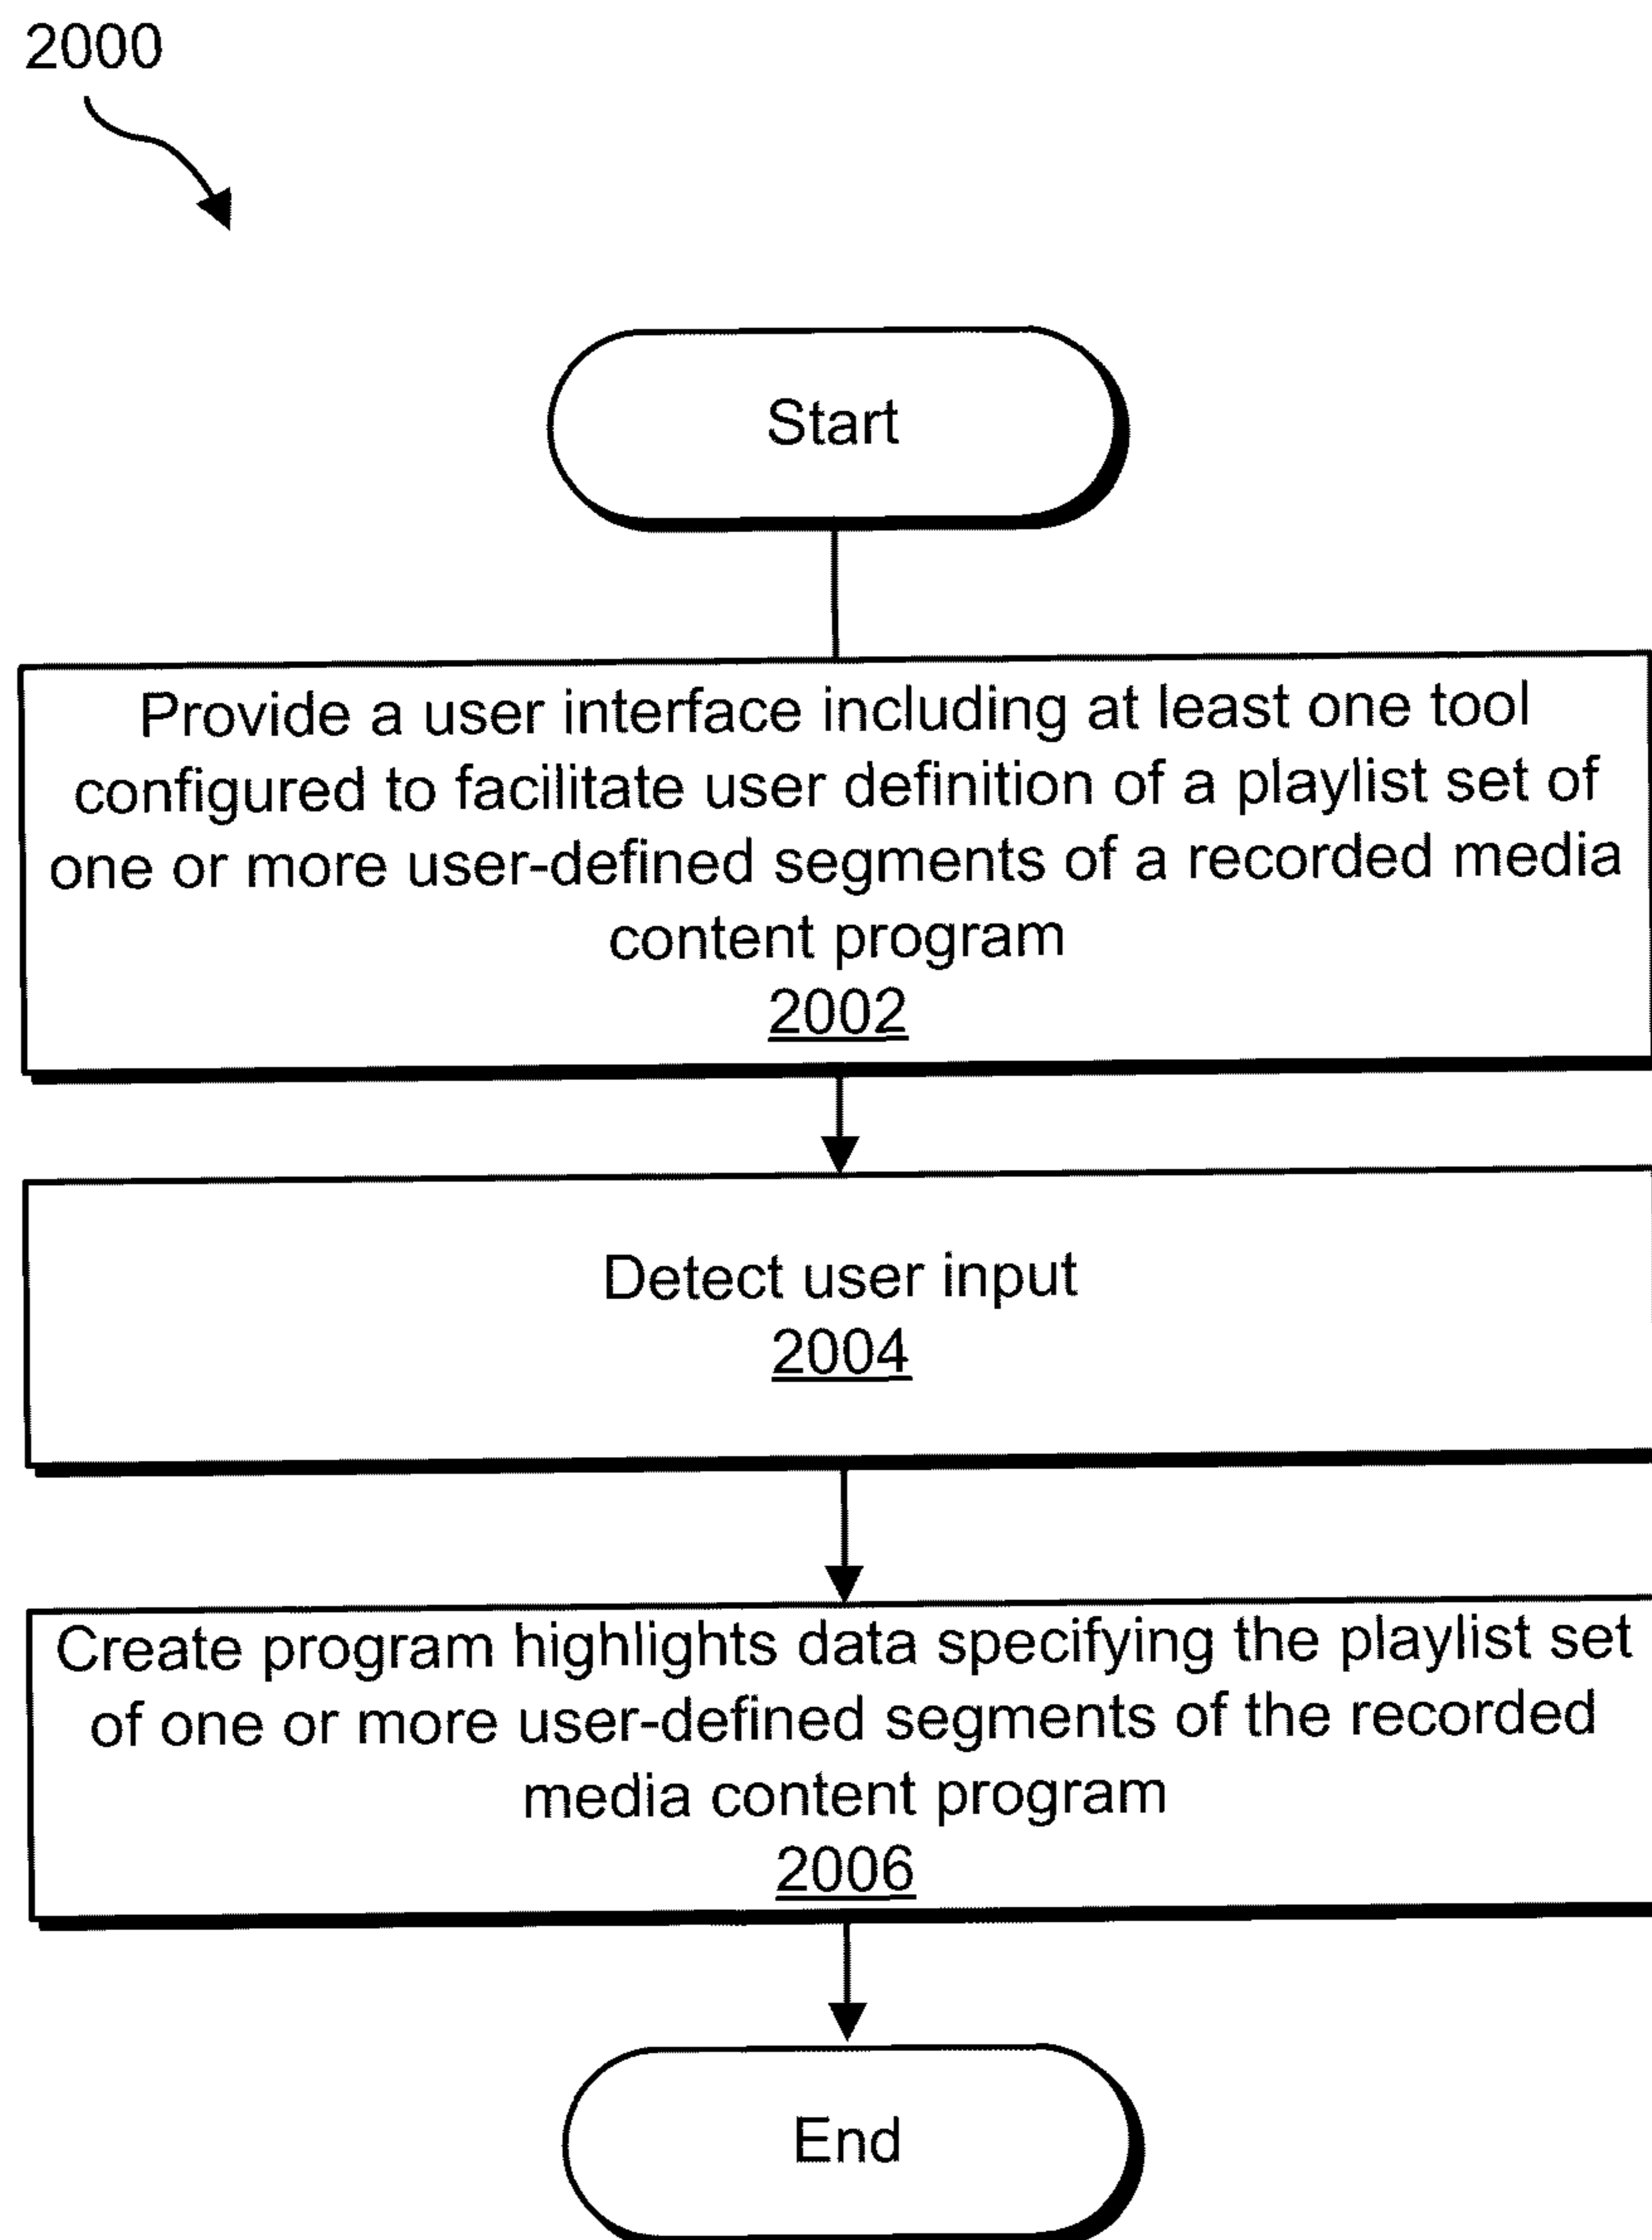 2000
Start
Provide a user interface including at least one tool
configured to facilitate user definition of a playlist set of
one or more user-defined segments of a recorded media
content program
2002
Detect user input
2004
Create program highlights data specifying the playlist set
of one or more user-defined segments of the recorded
media content program
2006
End